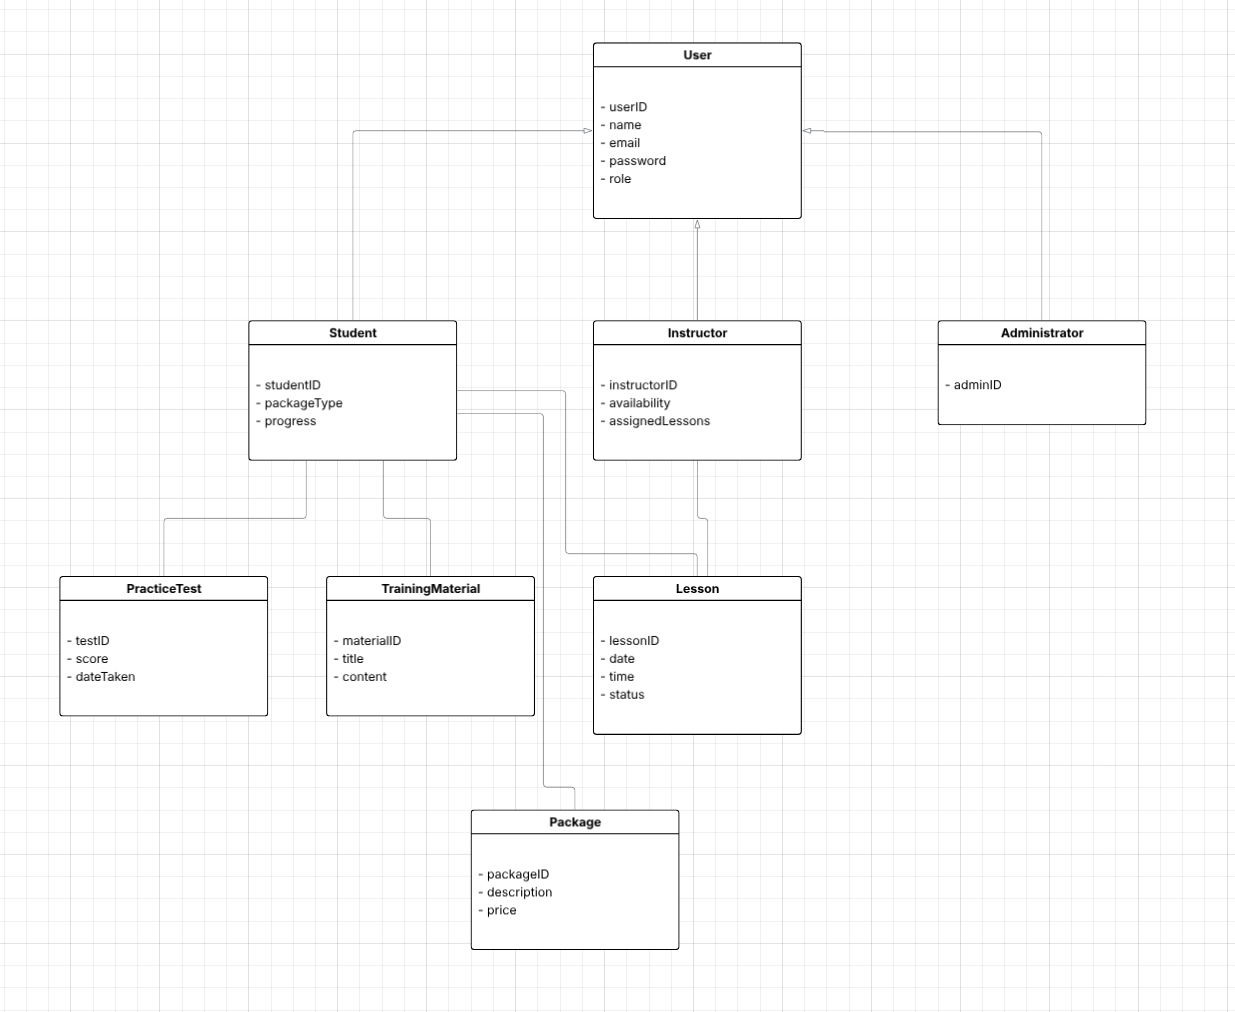 User
- userID
- name
- email
- password
- role
Student
- studentID
- packageType
- progress
Instructor
- instructorID
- availability
- assignedLessons
Administrator
- adminID
PracticeTest
- testID
- score
- dateTaken
TrainingMaterial
- materialID
- title
- content
Lesson
- lessonID
- date
- time
- status
Package
- packageID
- description
- price